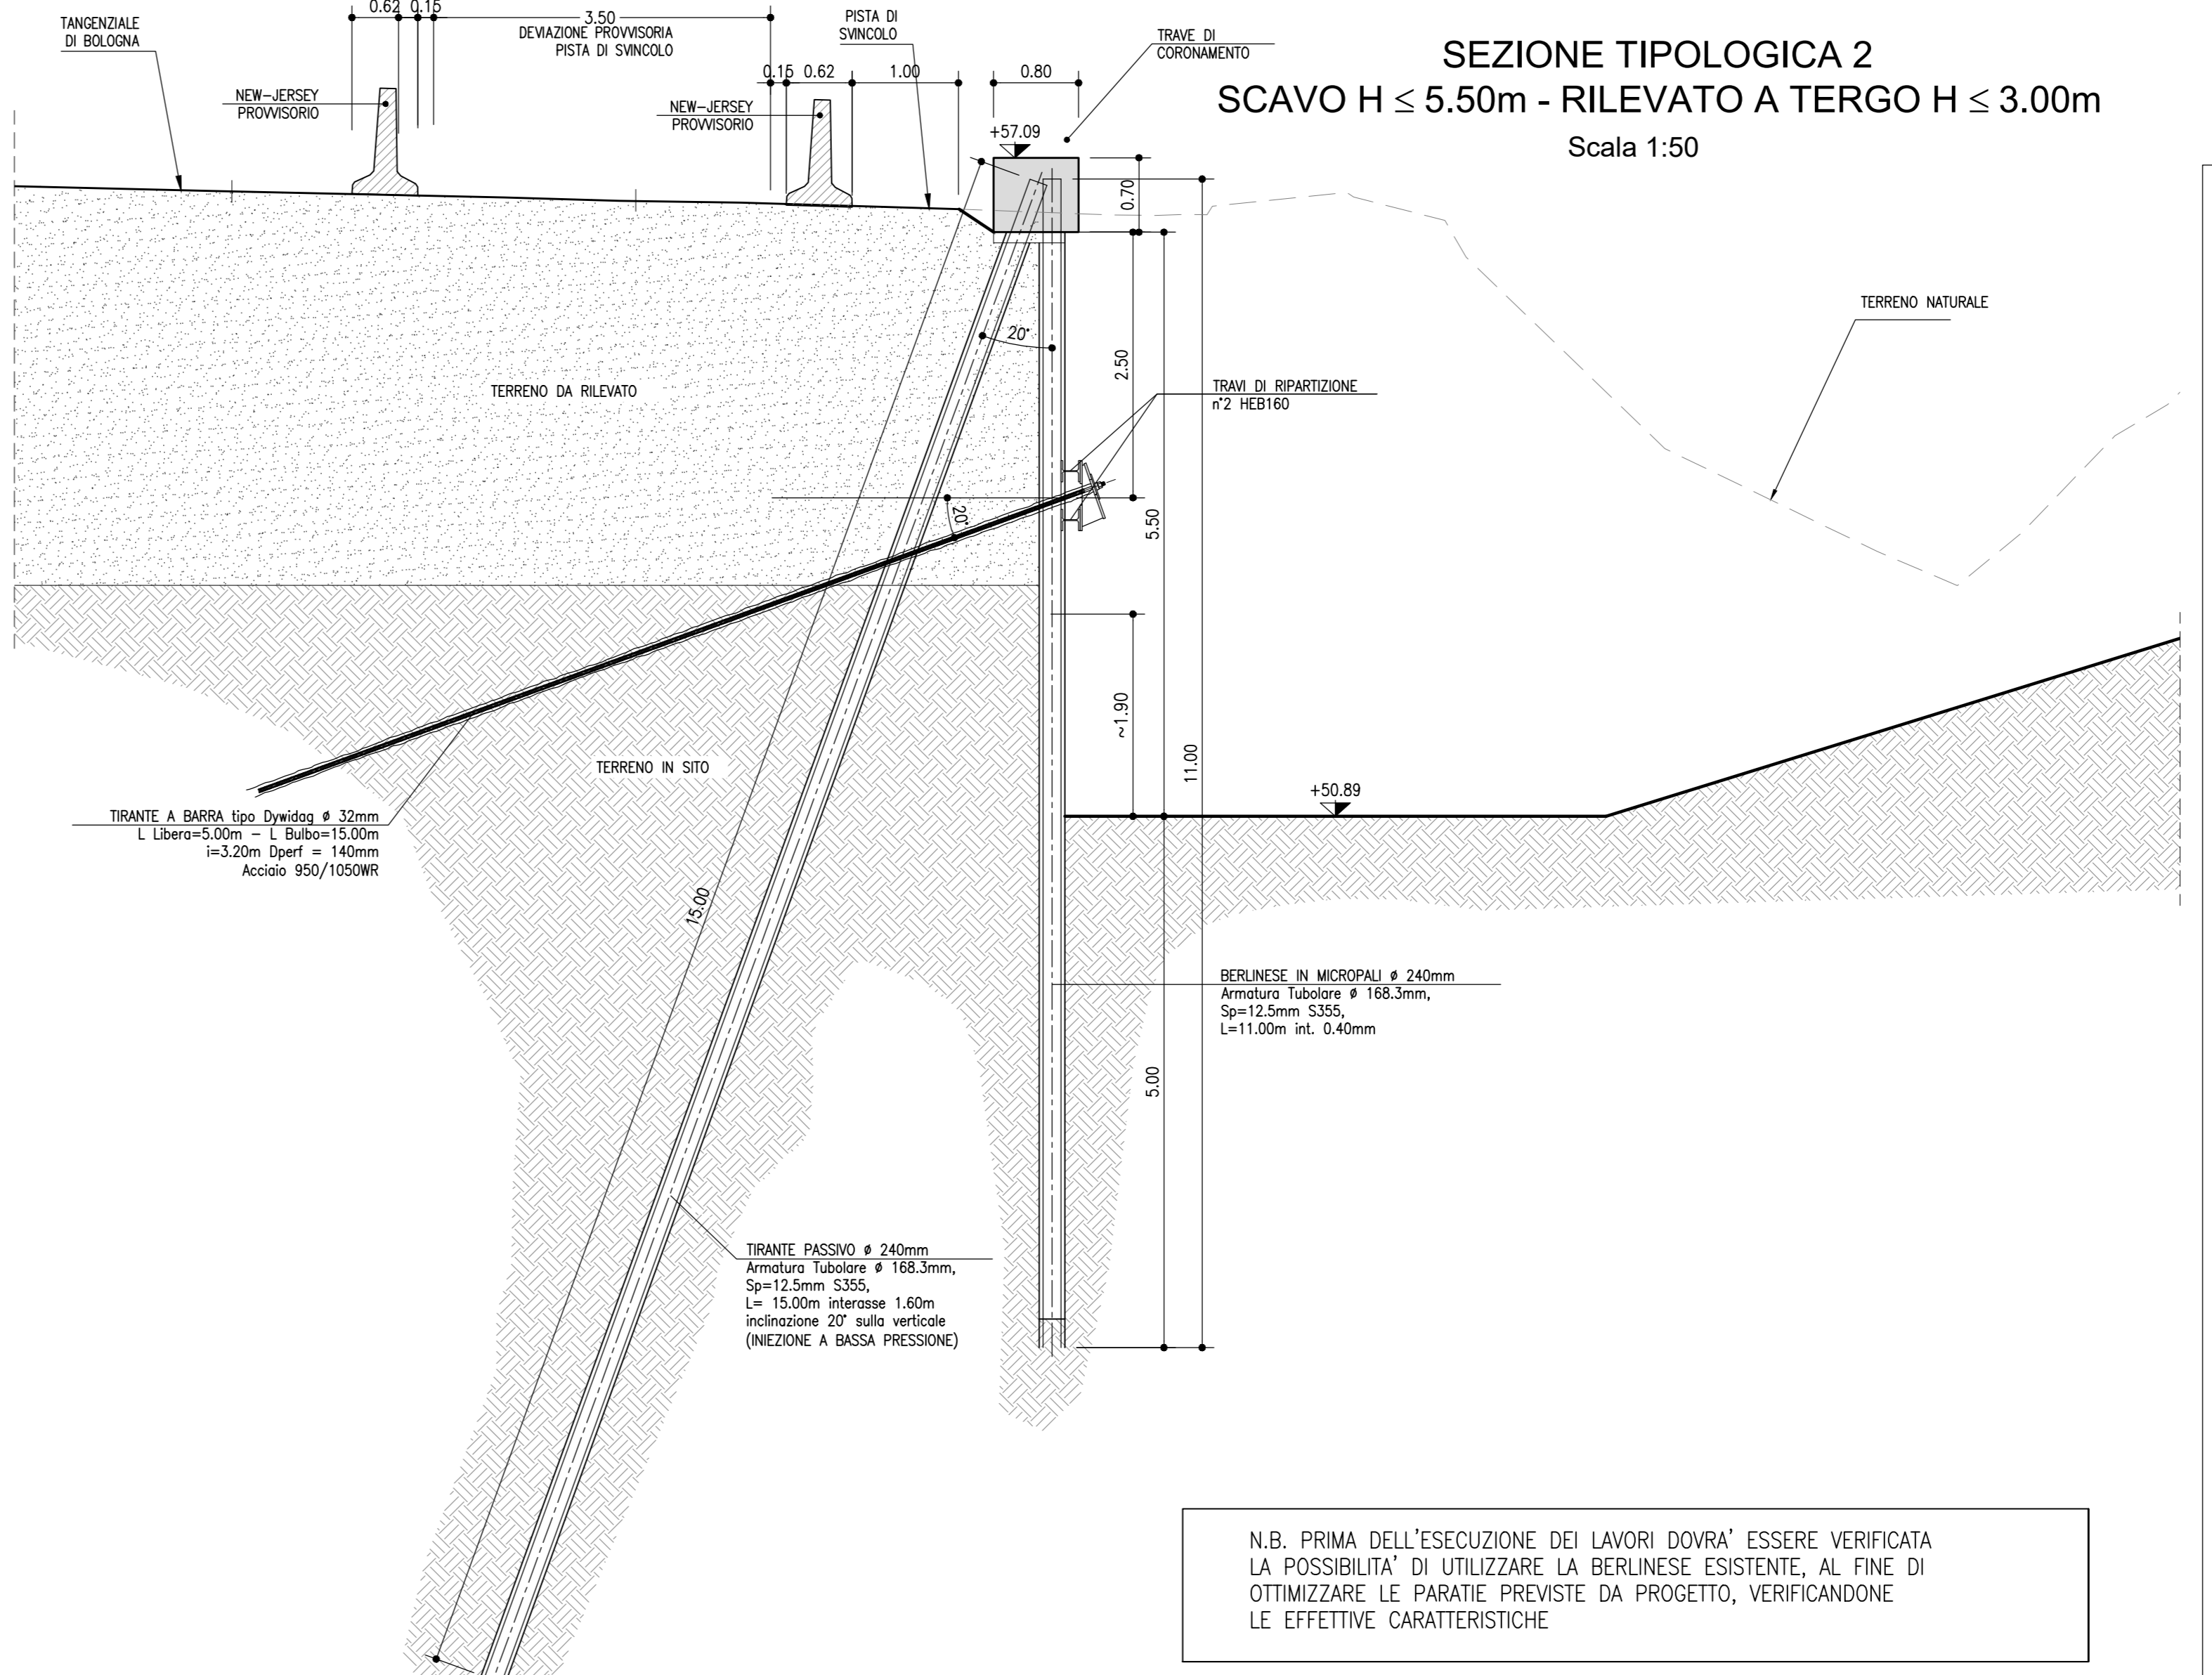 SEZIONE TIPOLOGICA 2
SCAVO H ≤ 5.50m - RILEVATO A TERGO H ≤ 3.00m
Scala 1:50
TANGENZIALE
DI BOLOGNA
0.62
0.15
3.50
DEVIAZIONE PROVVISORIA
PISTA DI SVINCOLO
PISTA DI
SVINCOLO
TRAVE DI
CORONAMENTO
NEW-JERSEY
PROVVISORIO
NEW-JERSEY
PROVVISORIO
0.15
0.62
1.00
0.80
+57.09
0.70
TERRENO NATURALE
20°
2.50
TERRENO DA RILEVATO
TRAVI DI RIPARTIZIONE
n°2 HEB160
20°
5.50
~1.90
11.00
TERRENO IN SITO
+50.89
TIRANTE A BARRA tipo Dywidag ø 32mm
L Libera=5.00m - L Bulbo=15.00m
i=3.20m Dperf = 140mm
Acciaio 950/1050WR
15.00
BERLINESE IN MICROPALI ø 240mm
Armatura Tubolare ø 168.3mm,
Sp=12.5mm S355,
L=11.00m int. 0.40mm
5.00
TIRANTE PASSIVO ø 240mm
Armatura Tubolare ø 168.3mm,
Sp=12.5mm S355,
L= 15.00m interasse 1.60m
inclinazione 20° sulla verticale
(INIEZIONE A BASSA PRESSIONE)
N.B. PRIMA DELL'ESECUZIONE DEI LAVORI DOVRA' ESSERE VERIFICATA
LA POSSIBILITA' DI UTILIZZARE LA BERLINESE ESISTENTE, AL FINE DI
OTTIMIZZARE LE PARATIE PREVISTE DA PROGETTO, VERIFICANDONE
LE EFFETTIVE CARATTERISTICHE